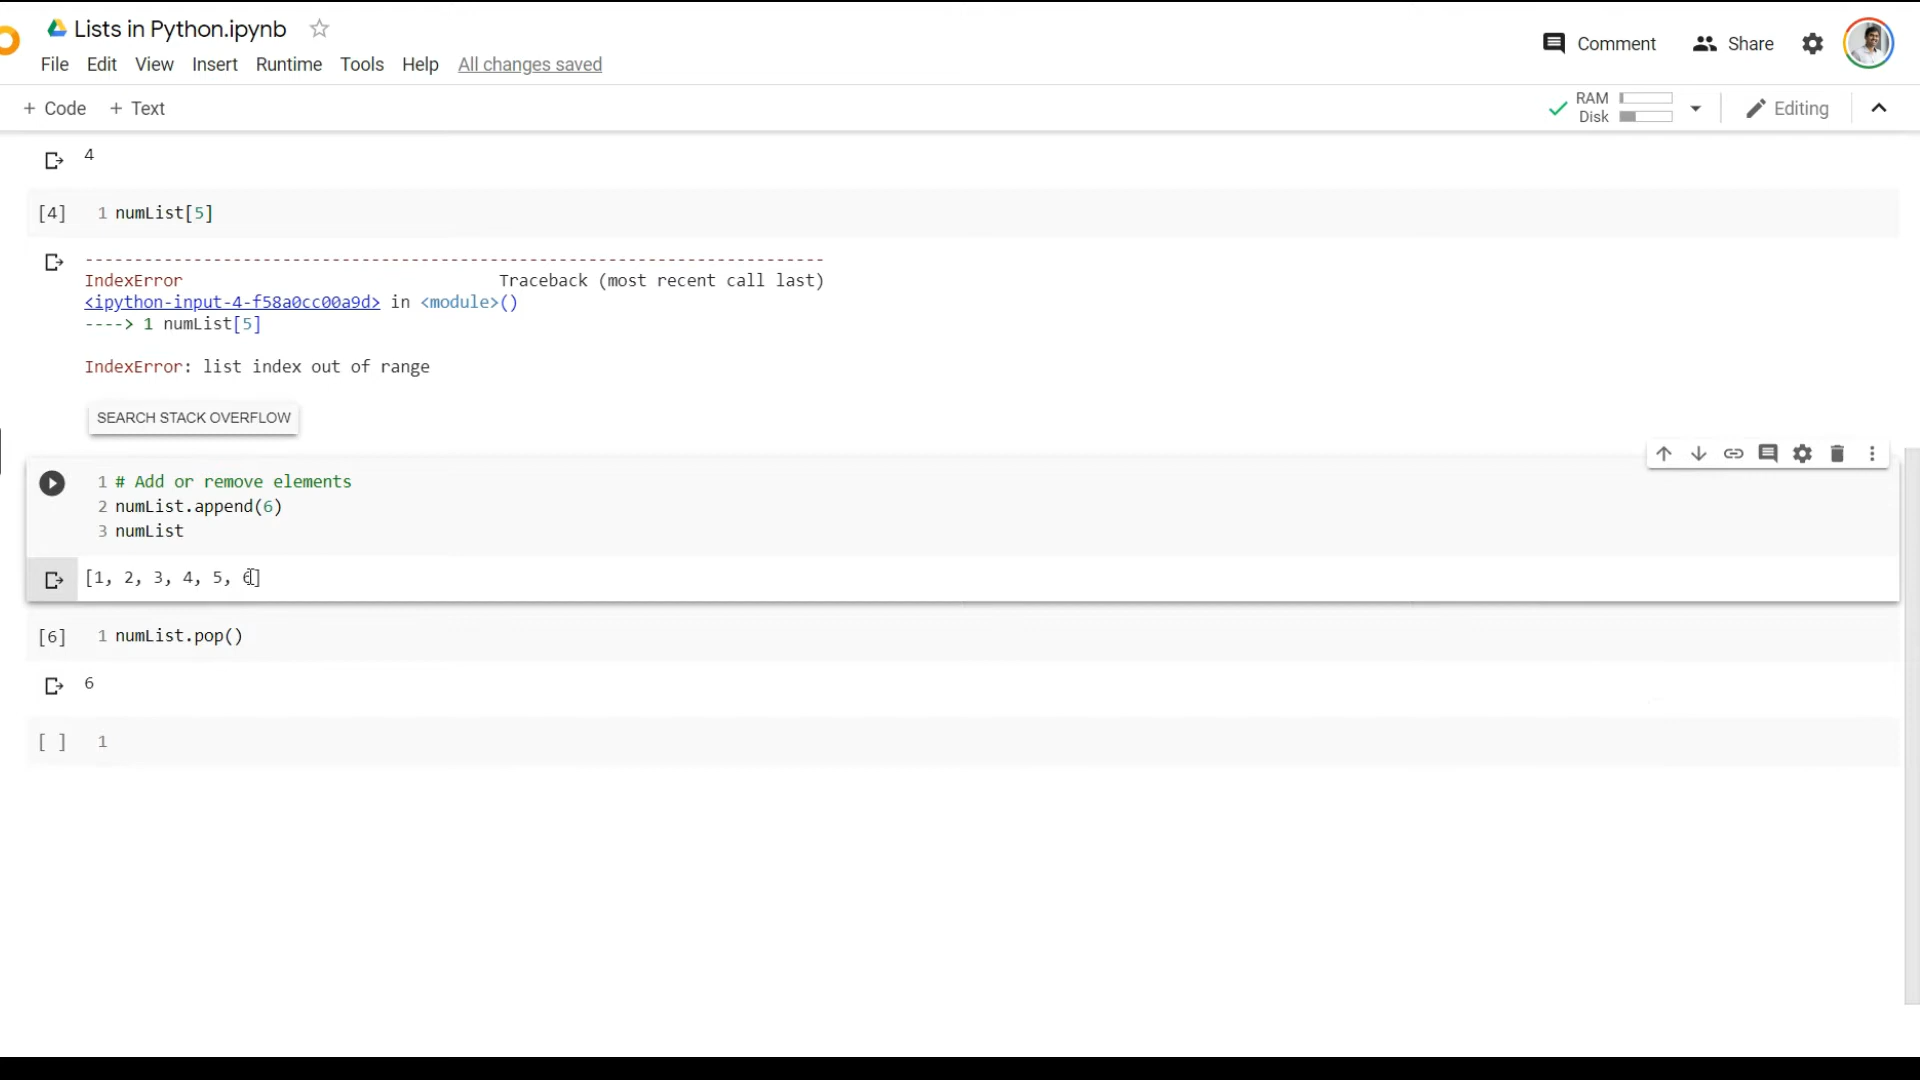 Lists in Python.ipynb
Comment Share
File Edit View Insert Runtime Tools Help All changes saved
+ Code + Text
RAM
Disk
Editing
4
[4] 1 numList[5]
---------------------------------------------------------------------------
IndexError Traceback (most recent call last)
<ipython-input-4-f58a0cc00a9d> in <module>()
----> 1 numList[5]
IndexError: list index out of range
SEARCH STACK OVERFLOW
1 # Add or remove elements
2 numList.append(6)
3 numList
[1, 2, 3, 4, 5, 6]
[6] 1 numList.pop()
6
[ ] 1